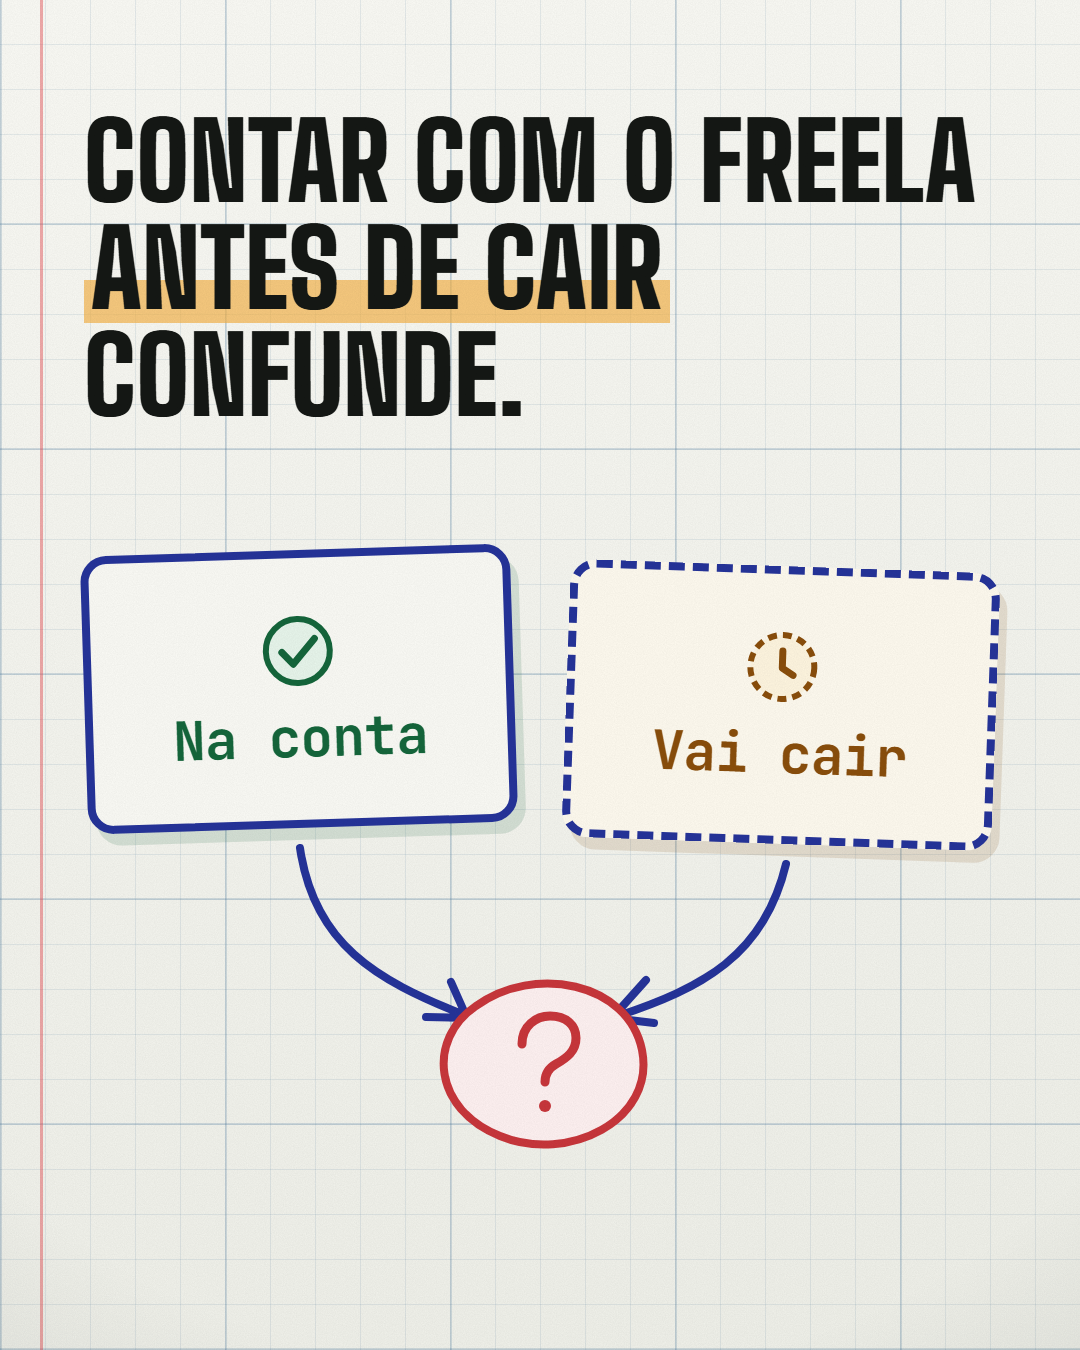 CONTAR COM O FREELA
ANTES DE CAIR
CONFUNDE.
Na conta
Vai cair
?